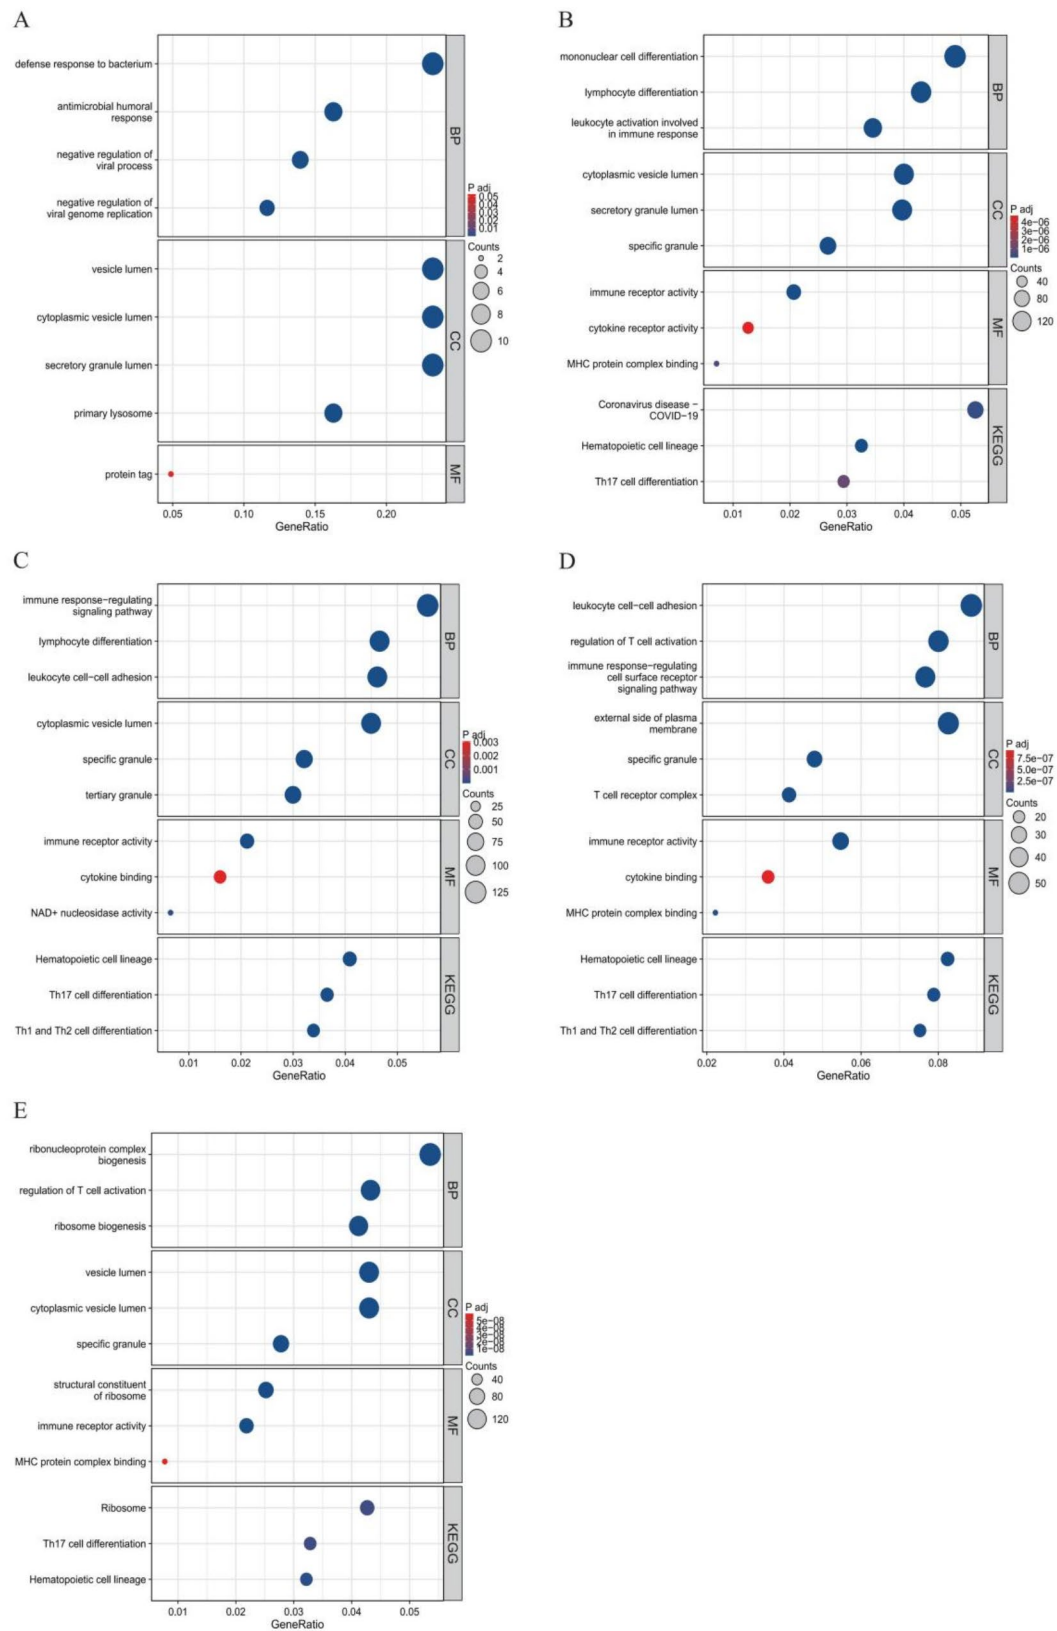 A
defense response to bacterium
antimicrobial humoral
response
negative regulation of
viral process
negative regulation of
viral genome replication
BP
vesicle lumen
cytoplasmic vesicle lumen
secretory granule lumen
primary lysosome
CC
protein tag
MF
0.05 0.10 0.15 0.20
GeneRatio
P adj
0.05
0.04
0.03
0.02
0.01
Counts
2
4
6
8
10
B
mononuclear cell differentiation
lymphocyte differentiation
leukocyte activation involved
in immune response
BP
cytoplasmic vesicle lumen
secretory granule lumen
specific granule
CC
immune receptor activity
cytokine receptor activity
MHC protein complex binding
MF
Coronavirus disease −
COVID−19
Hematopoietic cell lineage
Th17 cell differentiation
KEGG
0.01 0.02 0.03 0.04 0.05
GeneRatio
P adj
4e−06
3e−06
2e−06
1e−06
Counts
40
80
120
C
immune response−regulating
signaling pathway
lymphocyte differentiation
leukocyte cell−cell adhesion
BP
cytoplasmic vesicle lumen
specific granule
tertiary granule
CC
immune receptor activity
cytokine binding
NAD+ nucleosidase activity
MF
Hematopoietic cell lineage
Th17 cell differentiation
Th1 and Th2 cell differentiation
KEGG
0.01 0.02 0.03 0.04 0.05
GeneRatio
P adj
0.003
0.002
0.001
Counts
25
50
75
100
125
D
leukocyte cell−cell adhesion
regulation of T cell activation
immune response−regulating
cell surface receptor
signaling pathway
BP
external side of plasma
membrane
specific granule
T cell receptor complex
CC
immune receptor activity
cytokine binding
MHC protein complex binding
MF
Hematopoietic cell lineage
Th17 cell differentiation
Th1 and Th2 cell differentiation
KEGG
0.02 0.04 0.06 0.08
GeneRatio
P adj
7.5e−07
5.0e−07
2.5e−07
Counts
20
30
40
50
E
ribonucleoprotein complex
biogenesis
regulation of T cell activation
ribosome biogenesis
BP
vesicle lumen
cytoplasmic vesicle lumen
specific granule
CC
structural constituent
of ribosome
immune receptor activity
MHC protein complex binding
MF
Ribosome
Th17 cell differentiation
Hematopoietic cell lineage
KEGG
0.01 0.02 0.03 0.04 0.05
GeneRatio
P adj
5e−08
4e−08
3e−08
2e−08
1e−08
Counts
40
80
120